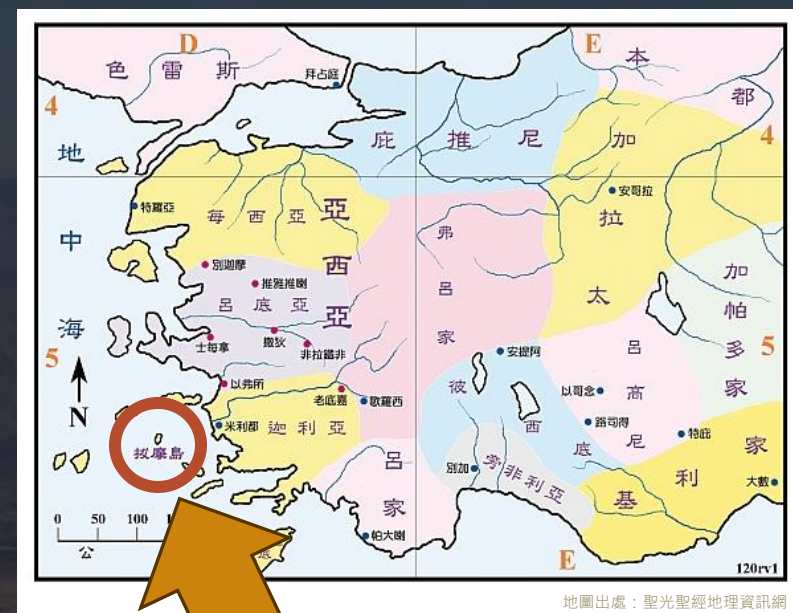 D
E
色雷斯
拜占庭
本
都
4
4
地
中
海
庇推尼
加
拉
太
安哥拉
特羅亞
每西亞
亞
西
亞
弗
呂
家
別迦摩
推雅推喇
呂底亞
加
帕
多
家
5
5
士每拿
撒狄
非拉鐵非
安提阿
呂
高
尼
N
以弗所
老底嘉
歌羅西
彼
西
底
以哥念
路司得
特庇
米利都
迦利亞
拔摩島
呂
家
別加
旁非利亞
基
利
家
大數
0 50 100
公
帕大喇
E
120rv1
地圖出處：聖光聖經地理資訊網